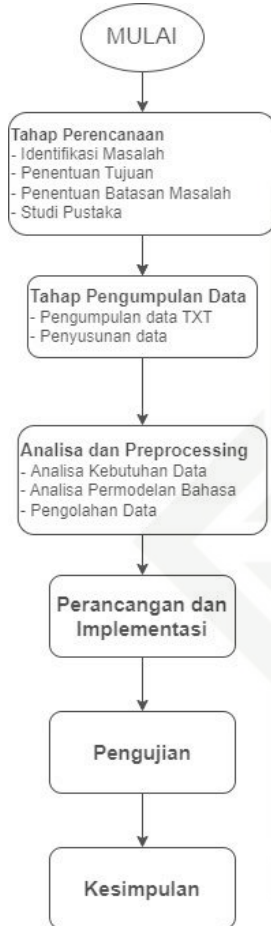 MULAI
Tahap Perencanaan
- Identifikasi Masalah
- Penentuan Tujuan
- Penentuan Batasan Masalah
- Studi Pustaka
Tahap Pengumpulan Data
- Pengumpulan data TXT
- Penyusunan data
Analisa dan Preprocessing
- Analisa Kebutuhan Data
- Analisa Permodelan Bahasa
- Pengolahan Data
Perancangan dan
Implementasi
Pengujian
Kesimpulan